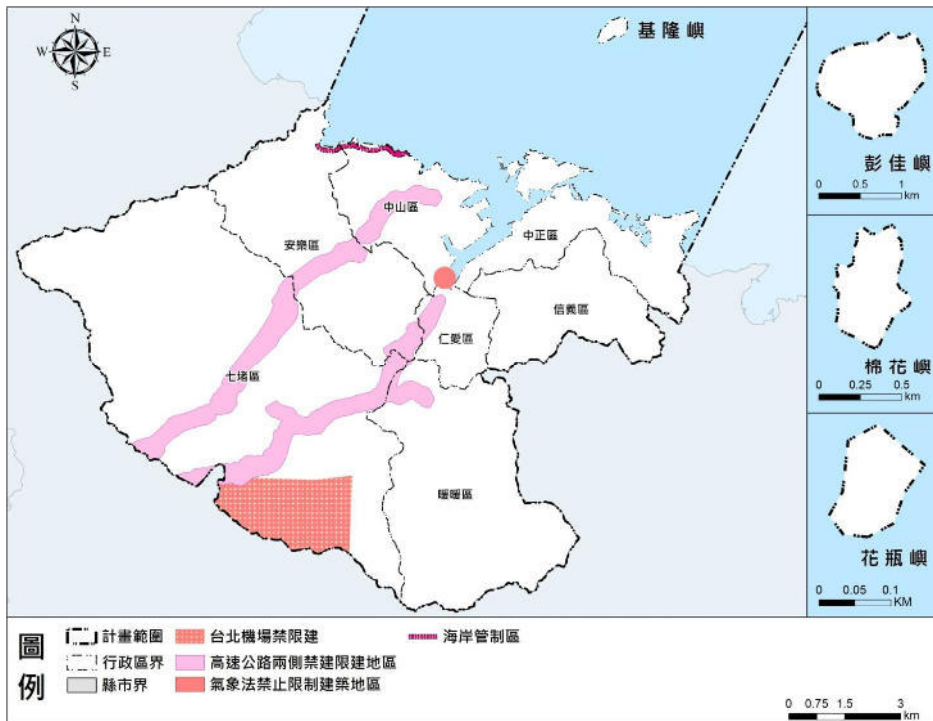 N
W E
S
基隆嶼
中山區
安樂區
中正區
信義區
仁愛區
七堵區
暖暖區
彭佳嶼
0 0.5 1
km
棉花嶼
0 0.25 0.5
km
花瓶嶼
0 0.05 0.1
KM
圖例
計畫範圍
行政區界
縣市界
台北機場禁限建
高速公路兩側禁建限建地區
氣象法禁止限制建築地區
海岸管制區
0 0.75 1.5 3
km